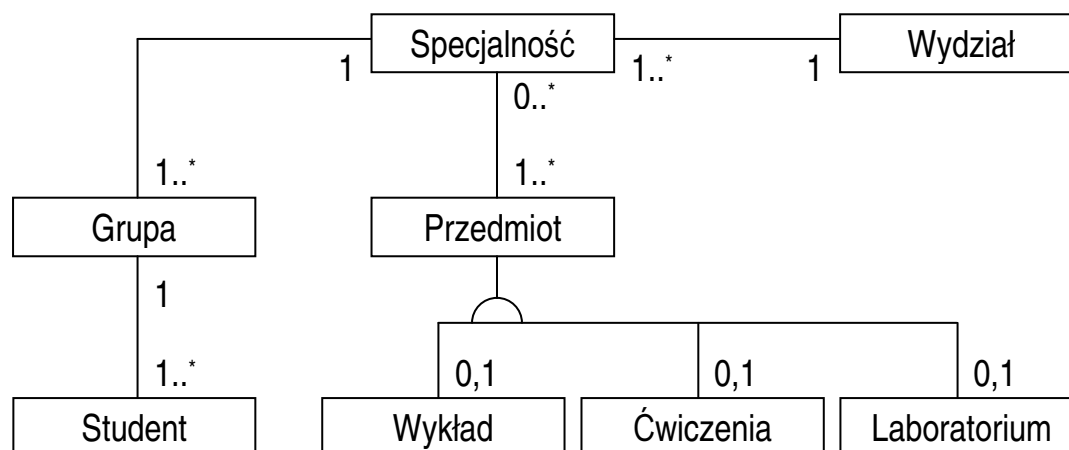 Specjalność
Wydział
1
1..*
1
0..*
1..*
1..*
Grupa
Przedmiot
1
1..*
0,1
0,1
0,1
Student
Wykład
Ćwiczenia
Laboratorium